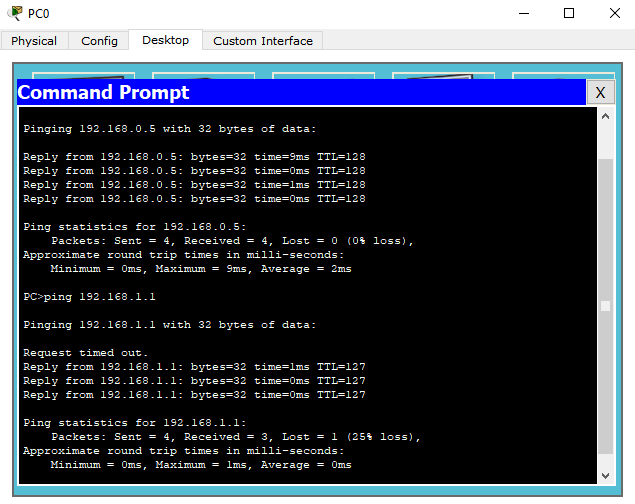 PC0
Physical Config Desktop Custom Interface
Command Prompt X
Pinging 192.168.0.5 with 32 bytes of data:
Reply from 192.168.0.5: bytes=32 time=9ms TTL=128
Reply from 192.168.0.5: bytes=32 time=0ms TTL=128
Reply from 192.168.0.5: bytes=32 time=1ms TTL=128
Reply from 192.168.0.5: bytes=32 time=0ms TTL=128
Ping statistics for 192.168.0.5:
    Packets: Sent = 4, Received = 4, Lost = 0 (0% loss),
Approximate round trip times in milli-seconds:
    Minimum = 0ms, Maximum = 9ms, Average = 2ms
PC>ping 192.168.1.1
Pinging 192.168.1.1 with 32 bytes of data:
Request timed out.
Reply from 192.168.1.1: bytes=32 time=1ms TTL=127
Reply from 192.168.1.1: bytes=32 time=0ms TTL=127
Reply from 192.168.1.1: bytes=32 time=0ms TTL=127
Ping statistics for 192.168.1.1:
    Packets: Sent = 4, Received = 3, Lost = 1 (25% loss),
Approximate round trip times in milli-seconds:
    Minimum = 0ms, Maximum = 1ms, Average = 0ms